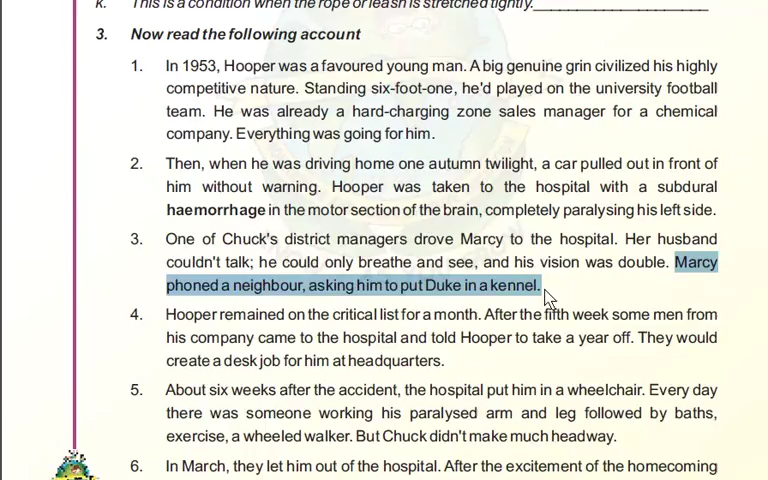 k. This is a condition when the rope or leash is stretched tightly.____________________
3. Now read the following account
1. In 1953, Hooper was a favoured young man. A big genuine grin civilized his highly
competitive nature. Standing six-foot-one, he'd played on the university football
team. He was already a hard-charging zone sales manager for a chemical
company. Everything was going for him.
2. Then, when he was driving home one autumn twilight, a car pulled out in front of
him without warning. Hooper was taken to the hospital with a subdural
haemorrhage in the motor section of the brain, completely paralysing his left side.
3. One of Chuck's district managers drove Marcy to the hospital. Her husband
couldn't talk; he could only breathe and see, and his vision was double. Marcy
phoned a neighbour, asking him to put Duke in a kennel.
4. Hooper remained on the critical list for a month. After the fifth week some men from
his company came to the hospital and told Hooper to take a year off. They would
create a desk job for him at headquarters.
5. About six weeks after the accident, the hospital put him in a wheelchair. Every day
there was someone working his paralysed arm and leg followed by baths,
exercise, a wheeled walker. But Chuck didn't make much headway.
6. In March, they let him out of the hospital. After the excitement of the homecoming